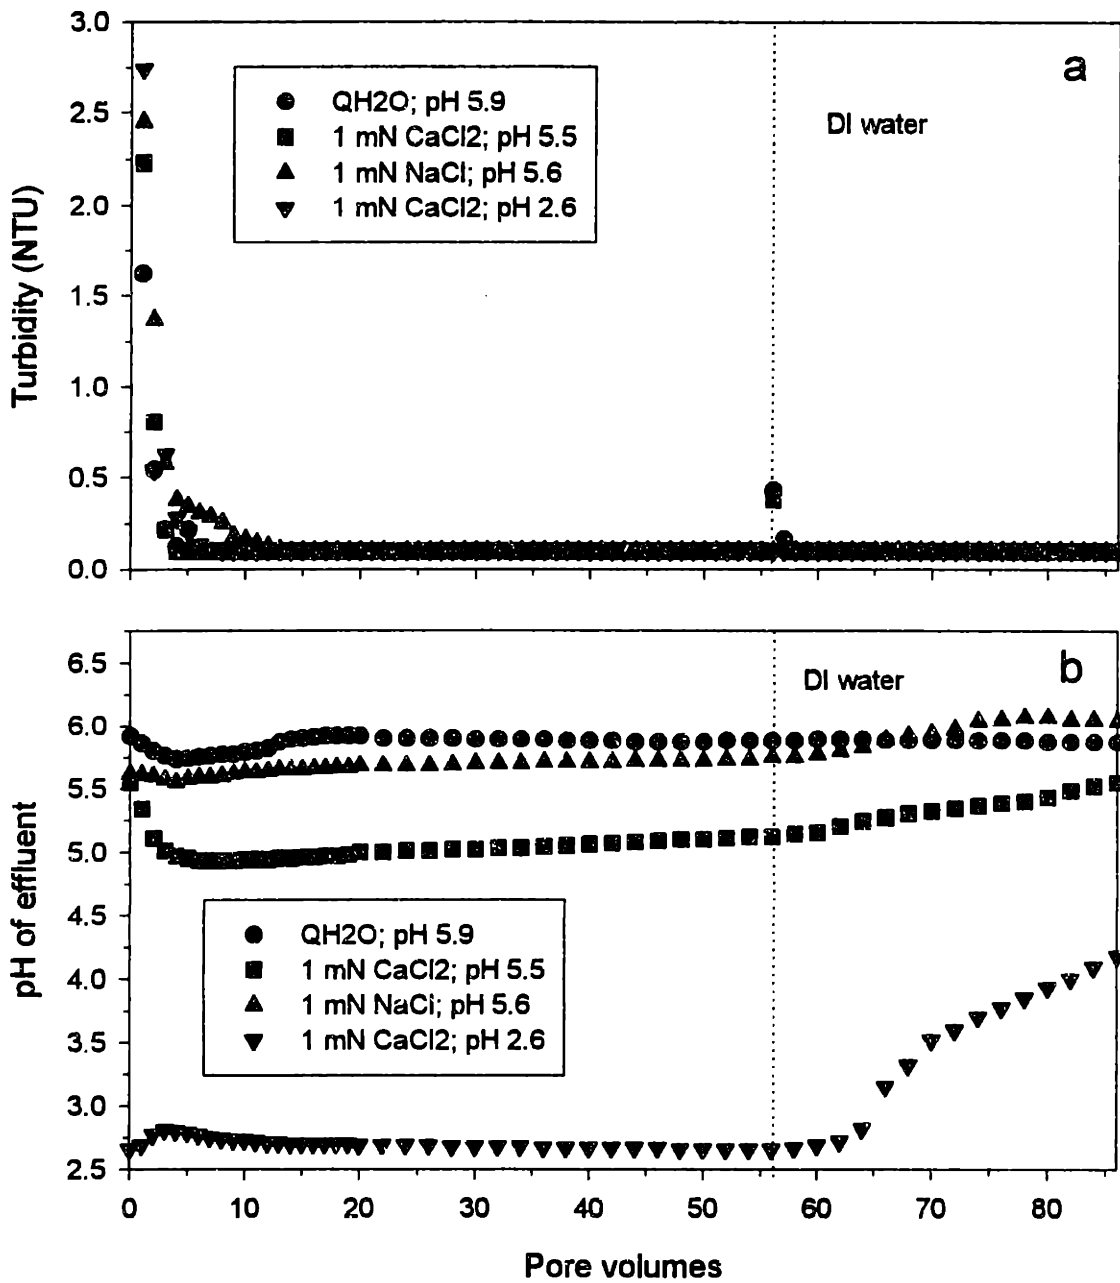 3.0
a
QH2O; pH 5.9
1 mN CaCl2; pH 5.5
1 mN NaCl; pH 5.6
1 mN CaCl2; pH 2.6
DI water
2.5
2.0
1.5
1.0
0.5
0.0
Turbidity (NTU)
6.5
b
DI water
6.0
5.5
5.0
4.5
QH2O; pH 5.9
1 mN CaCl2; pH 5.5
1 mN NaCl; pH 5.6
1 mN CaCl2; pH 2.6
4.0
3.5
3.0
2.5
pH of effluent
0 10 20 30 40 50 60 70 80
Pore volumes